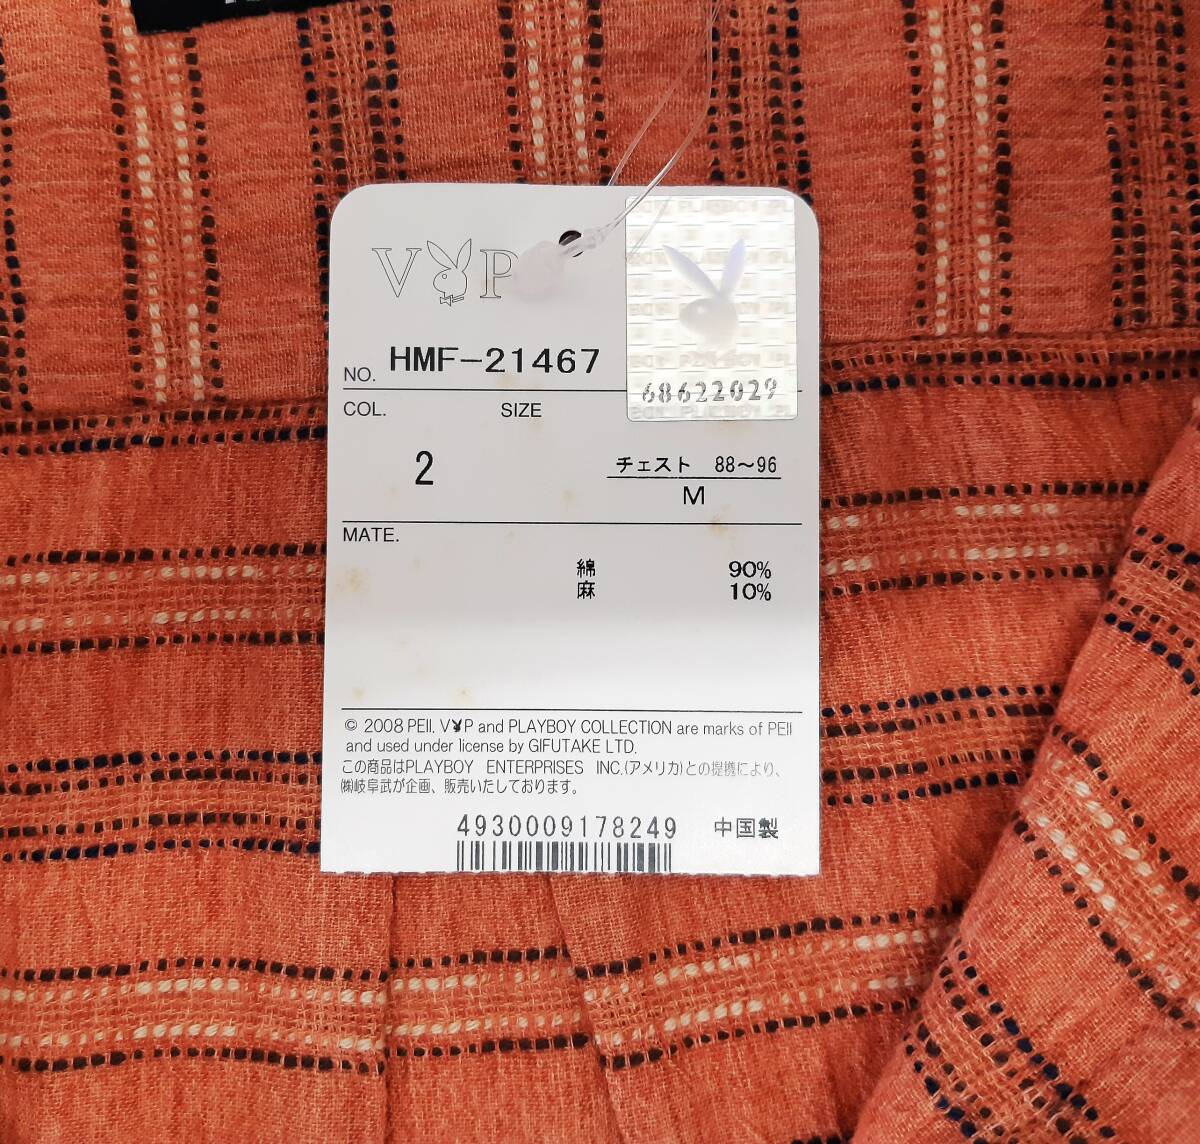 V P
NO. HMF-21467
68622029
COL. SIZE
2
チェスト 88〜96
M
MATE.
綿 90%
麻 10%
© 2008 PEII. V P and PLAYBOY COLLECTION are marks of PEII
and used under license by GIFUTAKE LTD.
この商品はPLAYBOY ENTERPRISES INC.(アメリカ)との提携により、
㈱岐阜武が企画、販売いたしております。
4930009178249 中国製